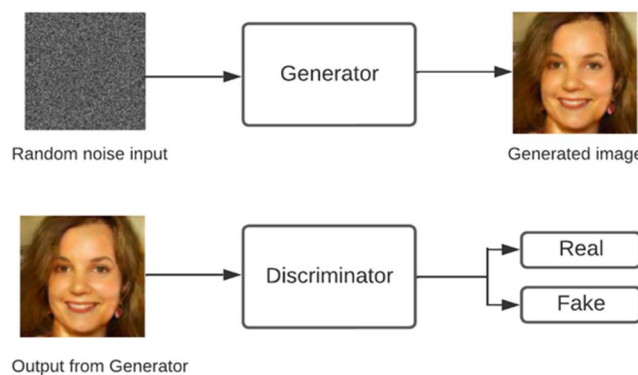 Generator
Random noise input
Generated image
Discriminator
Real
Fake
Output from Generator